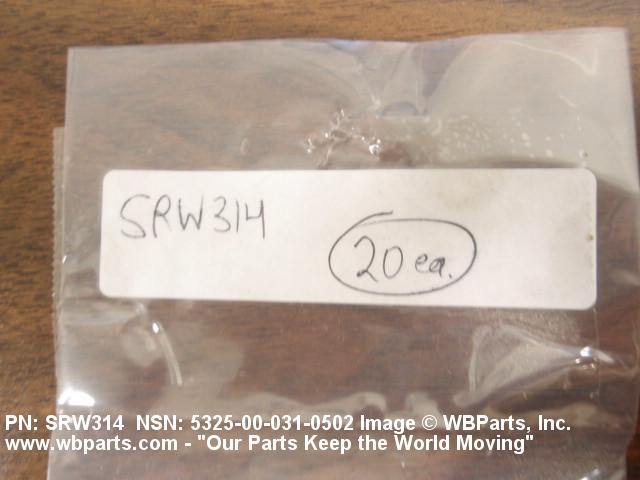 SRW314
20 ea.
PN: SRW314 NSN: 5325-00-031-0502 Image © WBParts, Inc.
www.wbparts.com - "Our Parts Keep the World Moving"